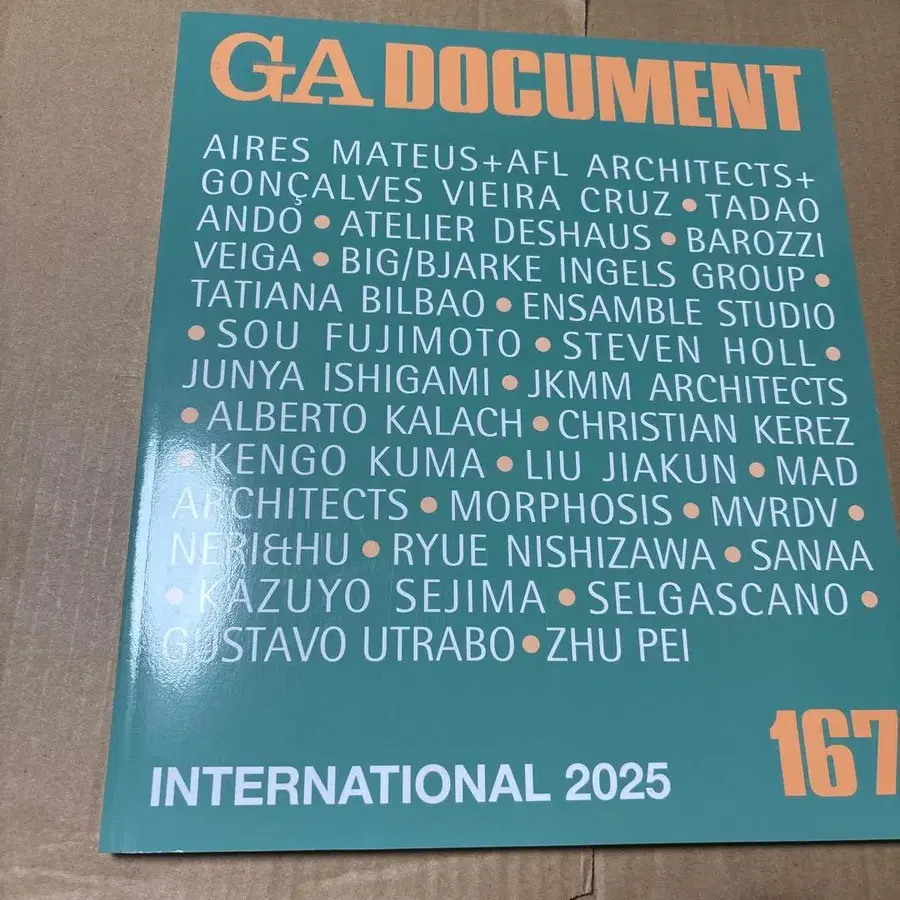 GA DOCUMENT
AIRES MATEUS+AFL ARCHITECTS+
GONÇALVES VIEIRA CRUZ • TADAO
ANDO • ATELIER DESHAUS • BAROZZI
VEIGA • BIG/BJARKE INGELS GROUP •
TATIANA BILBAO • ENSAMBLE STUDIO
• SOU FUJIMOTO • STEVEN HOLL •
JUNYA ISHIGAMI • JKMM ARCHITECTS
• ALBERTO KALACH • CHRISTIAN KEREZ
• KENGO KUMA • LIU JIAKUN • MAD
ARCHITECTS • MORPHOSIS • MVRDV •
NERI&HU • RYUE NISHIZAWA • SANAA
• KAZUYO SEJIMA • SELGASCANO •
GUSTAVO UTRABO • ZHU PEI
167
INTERNATIONAL 2025